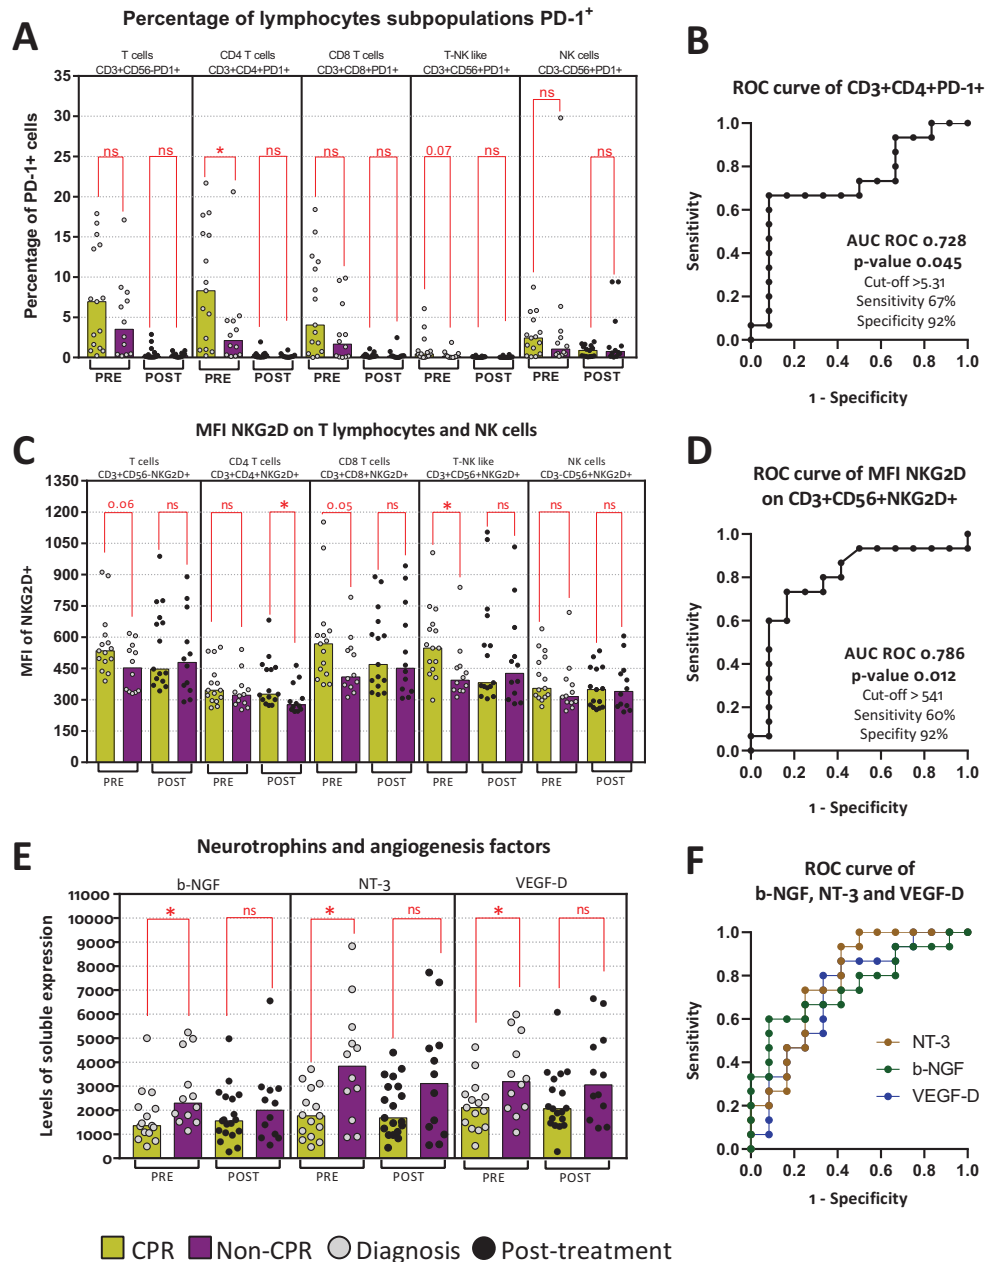 A
Percentage of lymphocytes subpopulations PD-1+
T cells
CD3+CD56-PD1+
CD4 T cells
CD3+CD4+PD1+
CD8 T cells
CD3+CD8+PD1+
T-NK like
CD3+CD56+PD1+
NK cells
CD3-CD56+PD1+
Percentage of PD-1+ cells
35
30
25
20
15
10
5
0
ns
ns
*
ns
ns
ns
0.07
ns
ns
ns
PRE
POST
PRE
POST
PRE
POST
PRE
POST
PRE
POST
B
ROC curve of CD3+CD4+PD-1+
Sensitivity
1.0
0.8
0.6
0.4
0.2
0.0
AUC ROC 0.728
p-value 0.045
Cut-off >5.31
Sensitivity 67%
Specificity 92%
0.0 0.2 0.4 0.6 0.8 1.0
1 - Specificity
C
MFI NKG2D on T lymphocytes and NK cells
T cells
CD3+CD56-NKG2D+
CD4 T cells
CD3+CD4+NKG2D+
CD8 T cells
CD3+CD8+NKG2D+
T-NK like
CD3+CD56+NKG2D+
NK cells
CD3-CD56+NKG2D+
MFI of NKG2D+
1350
1200
1050
900
750
600
450
300
150
0
0.06
ns
ns
*
0.05
ns
*
ns
ns
ns
PRE
POST
PRE
POST
PRE
POST
PRE
POST
PRE
POST
D
ROC curve of MFI NKG2D
on CD3+CD56+NKG2D+
Sensitivity
1.0
0.8
0.6
0.4
0.2
0.0
AUC ROC 0.786
p-value 0.012
Cut-off > 541
Sensitivity 60%
Specifity 92%
0.0 0.2 0.4 0.6 0.8 1.0
1 - Specificity
E
Neurotrophins and angiogenesis factors
b-NGF
NT-3
VEGF-D
Levels of soluble expression
11000
10000
9000
8000
7000
6000
5000
4000
3000
2000
1000
0
*
ns
*
ns
*
ns
PRE
POST
PRE
POST
PRE
POST
F
ROC curve of
b-NGF, NT-3 and VEGF-D
Sensitivity
1.0
0.8
0.6
0.4
0.2
0.0
NT-3
b-NGF
VEGF-D
0.0 0.2 0.4 0.6 0.8 1.0
1 - Specificity
CPR Non-CPR Diagnosis Post-treatment